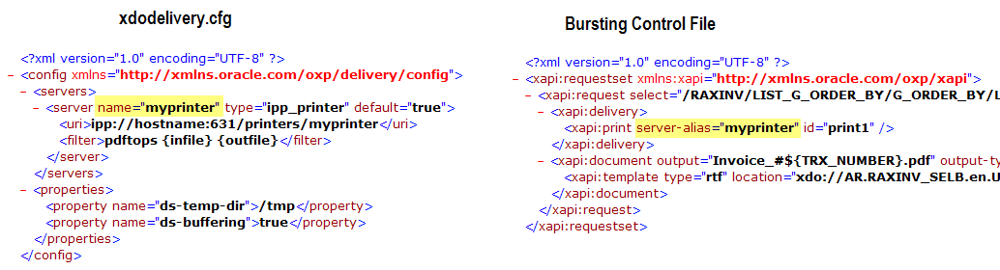 xdodelivery.cfg
<?xml version="1.0" encoding="UTF-8" ?>
- <config xmlns="http://xmlns.oracle.com/oxp/delivery/config">
- <servers>
- <server name="myprinter" type="ipp_printer" default="true">
<uri>ipp://hostname:631/printers/myprinter</uri>
<filter>pdftops {infile} {outfile}</filter>
</server>
</servers>
- <properties>
<property name="ds-temp-dir">/tmp</property>
<property name="ds-buffering">true</property>
</properties>
</config>
Bursting Control File
<?xml version="1.0" encoding="UTF-8" ?>
- <xapi:requestset xmlns:xapi="http://xmlns.oracle.com/oxp/xapi">
- <xapi:request select="/RAXINV/LIST_G_ORDER_BY/G_ORDER_BY/L
- <xapi:delivery>
<xapi:print server-alias="myprinter" id="print1" />
</xapi:delivery>
- <xapi:document output="Invoice_#${TRX_NUMBER}.pdf" output-ty
<xapi:template type="rtf" location="xdo://AR.RAXINV_SELB.en.U
</xapi:document>
</xapi:request>
</xapi:requestset>